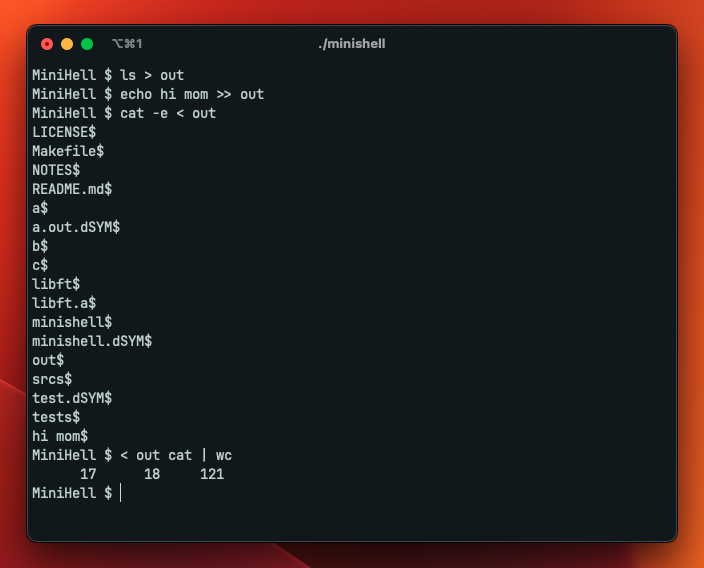 ⌥⌘1
./minishell
MiniHell $ ls > out
MiniHell $ echo hi mom >> out
MiniHell $ cat -e < out
LICENSE$
Makefile$
NOTES$
README.md$
a$
a.out.dSYM$
b$
c$
libft$
libft.a$
minishell$
minishell.dSYM$
out$
srcs$
test.dSYM$
tests$
hi mom$
MiniHell $ < out cat | wc
      17      18     121
MiniHell $